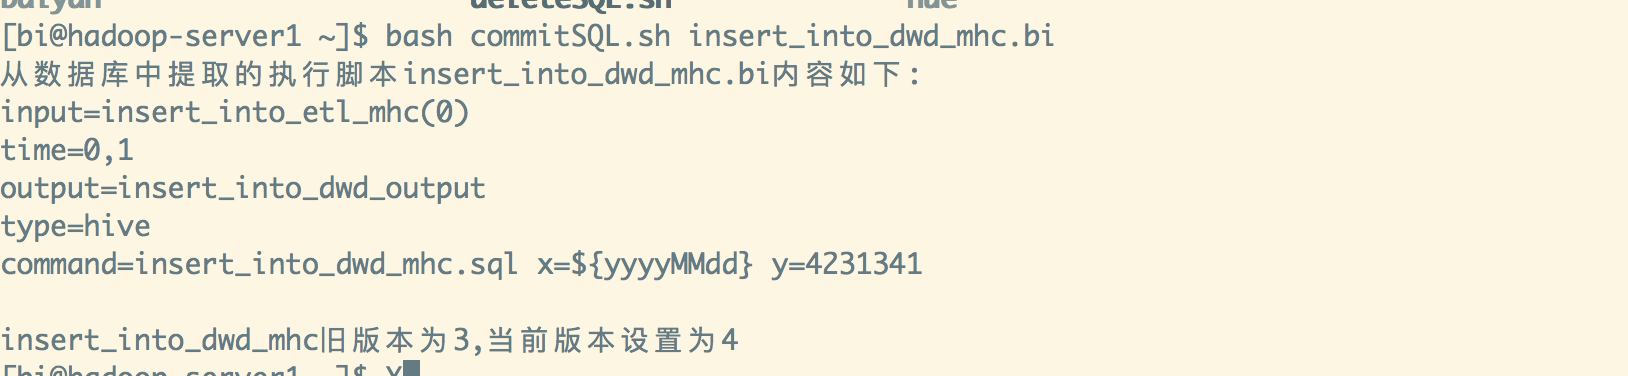 baiyun deleteSQL.sh hue
[bi@hadoop-server1 ~]$ bash commitSQL.sh insert_into_dwd_mhc.bi
从数据库中提取的执行脚本insert_into_dwd_mhc.bi内容如下:
input=insert_into_etl_mhc(0)
time=0,1
output=insert_into_dwd_output
type=hive
command=insert_into_dwd_mhc.sql x=${yyyyMMdd} y=4231341
insert_into_dwd_mhc旧版本为3,当前版本设置为4
[bi@hadoop-server1 ~]$ X